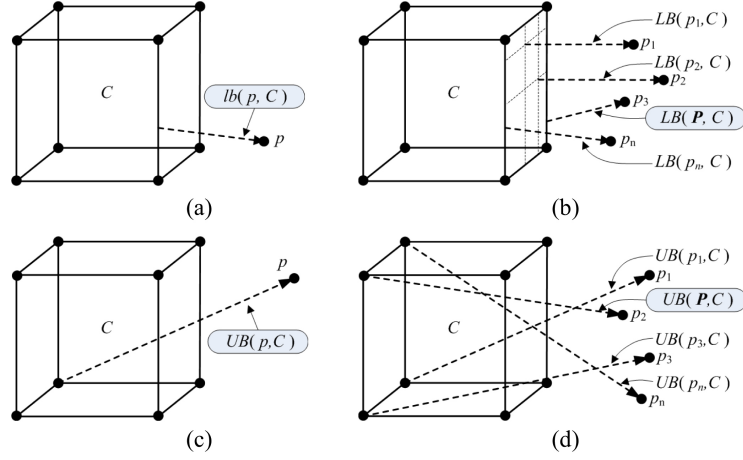 C
lb( p, C )
p
(a)
LB( p1, C )
C
p1
LB( p2, C )
p2
p3
LB( P, C )
pn
LB( pn, C )
(b)
C
p
UB( p,C )
(c)
C
UB( p1,C )
p1
UB( P,C )
p2
UB( p3,C )
p3
UB( pn,C )
pn
(d)